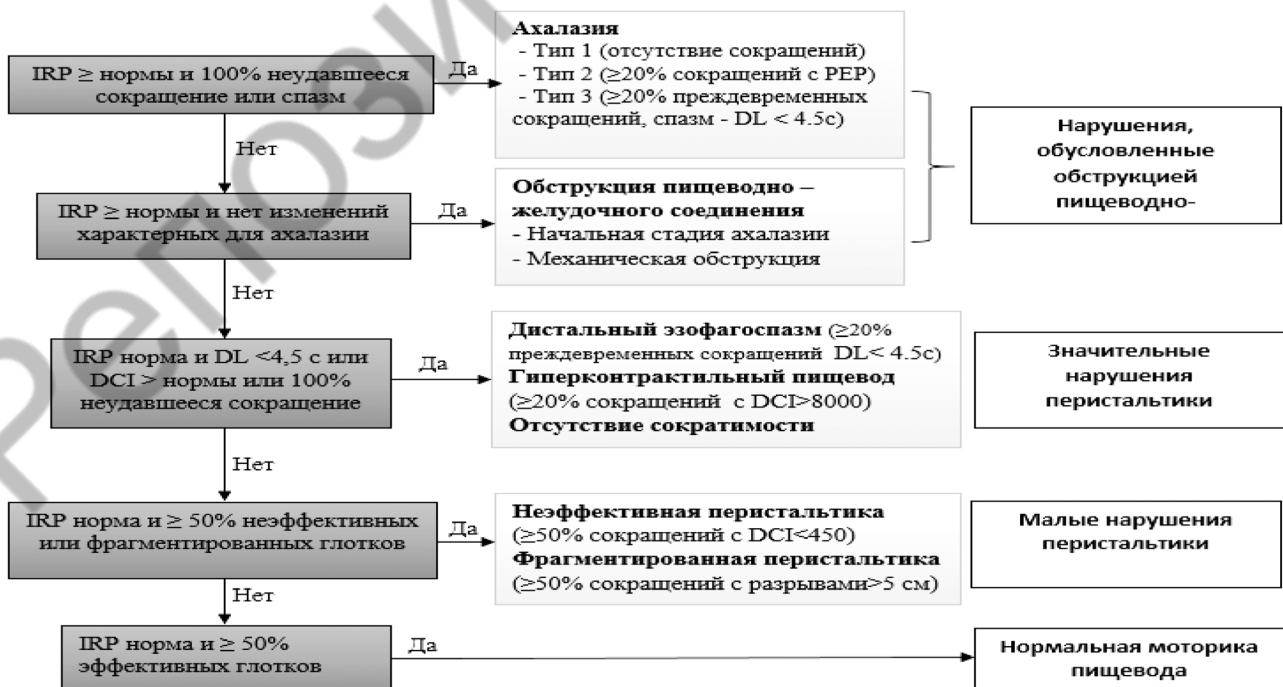 IRP ≥ нормы и 100% неудавшееся
сокращение или спазм
Да
Ахалазия
- Тип 1 (отсутствие сокращений)
- Тип 2 (≥20% сокращений с PEP)
- Тип 3 (≥20% преждевременных
сокращений, спазм - DL < 4.5с)
Нарушения,
обусловленные
обструкцией
пищеводно-
Нет
IRP ≥ нормы и нет изменений
характерных для ахалазии
Да
Обструкция пищеводно –
желудочного соединения
- Начальная стадия ахалазии
- Механическая обструкция
Нет
IRP норма и DL <4,5 с или
DCI > нормы или 100%
неудавшееся сокращение
Да
Дистальный эзофагоспазм (≥20%
преждевременных сокращений DL< 4.5с)
Гиперконтрактильный пищевод
(≥20% сокращений с DCI>8000)
Отсутствие сократимости
Значительные
нарушения
перистальтики
Нет
IRP норма и ≥ 50% неэффективных
или фрагментированных глотков
Да
Неэффективная перистальтика
(≥50% сокращений с DCI<450)
Фрагментированная перистальтика
(≥50% сокращений с разрывами>5 см)
Малые нарушения
перистальтики
Нет
IRP норма и ≥ 50%
эффективных глотков
Да
Нормальная моторика
пищевода
Репози